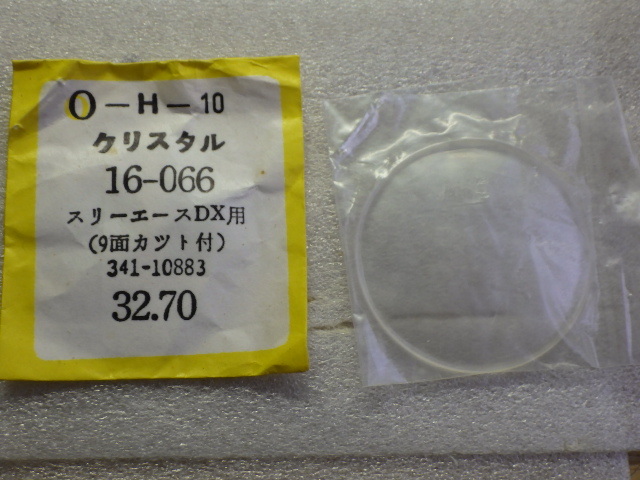 O-H-10
クリスタル
16-066
スリーエースDX用
(9面カツト付)
341-10883
32.70